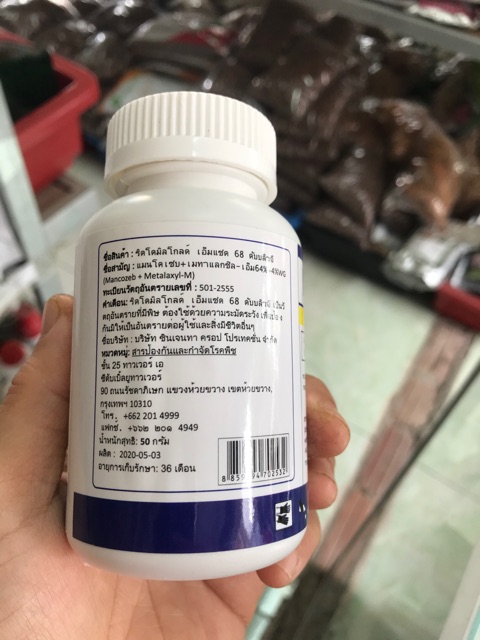 ชื่อสินค้า : ริดโดมิลโกลด์ เอ็มแซด 68 ดับบลิวจี
ชื่อสามัญ : แมนโคเซบ+เมทาแลกซิล-เอ็ม64%+4%WG
(Mancozeb + Metalaxyl-M)
ทะเบียนวัตถุอันตรายเลขที่ : 501-2555
คำเตือน: ริดโดมิลโกลด์ เอ็มแซด 68 ดับบลิวจี
วัตถุอันตรายที่มีพิษ ต้องใช้ด้วยความระมัดระวัง
กันมิให้เป็นอันตรายต่อผู้ใช้และสิ่งมีชีวิตอื่นๆ
ชื่อบริษัท : บริษัท ซินเจนทา ครอป โปรเทคชั่น จำกัด
หมวดหมู่: สารป้องกันและกำจัดโรคพืช
ชั้น 25 ทาวเวอร์ เอ
ซีดับเบิ้ลยูทาวเวอร์
90 ถนนรัชดาภิเษก แขวงห้วยขวาง เขตห้วยขวาง,
กรุงเทพฯ 10310
โทร. +662 201 4999
แฟกซ์. +๖๖๒ ๒๐๑ 4949
น้ำหนักสุทธิ: 50 กรัม
ผลิต : 2020-05-03
อายุการเก็บรักษา: 36 เดือน